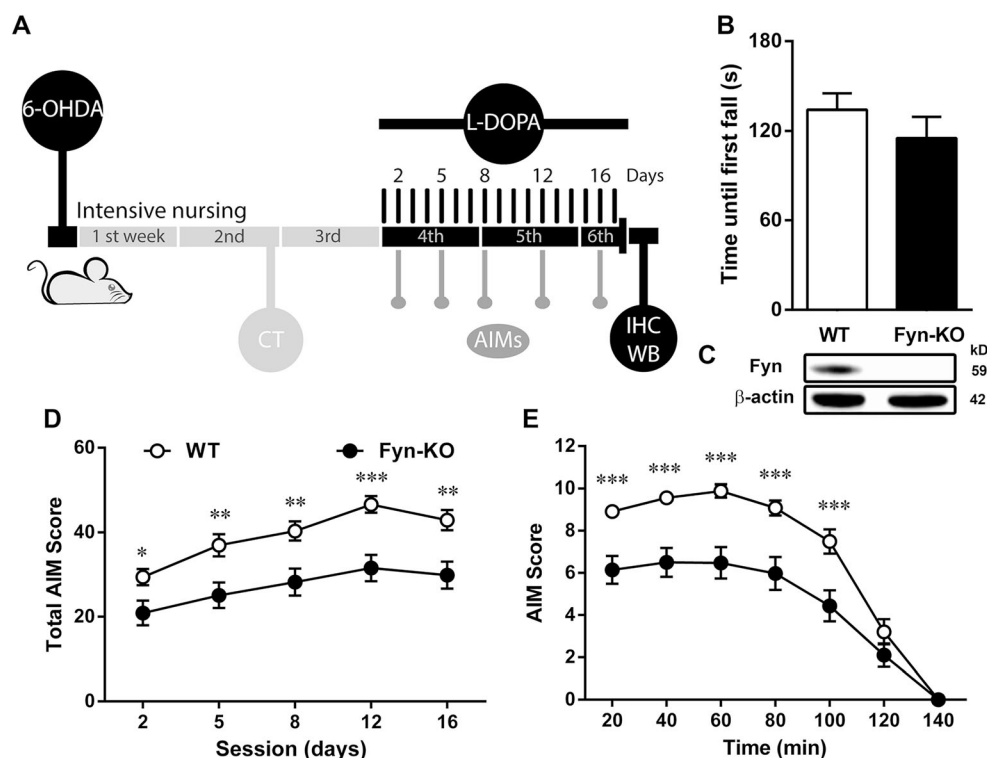 A
6-OHDA
L-DOPA
2 5 8 12 16 Days
Intensive nursing
1 st week 2nd 3rd 4th 5th 6th
CT
AIMs
IHC
WB
B
Time until first fall (s)
180
120
60
0
WT Fyn-KO
C
kD
Fyn 59
β-actin 42
D
Total AIM Score
60
40
20
0
WT Fyn-KO
* ** ** *** **
2 5 8 12 16
Session (days)
E
AIM Score
12
10
8
6
4
2
0
*** *** *** *** ***
20 40 60 80 100 120 140
Time (min)